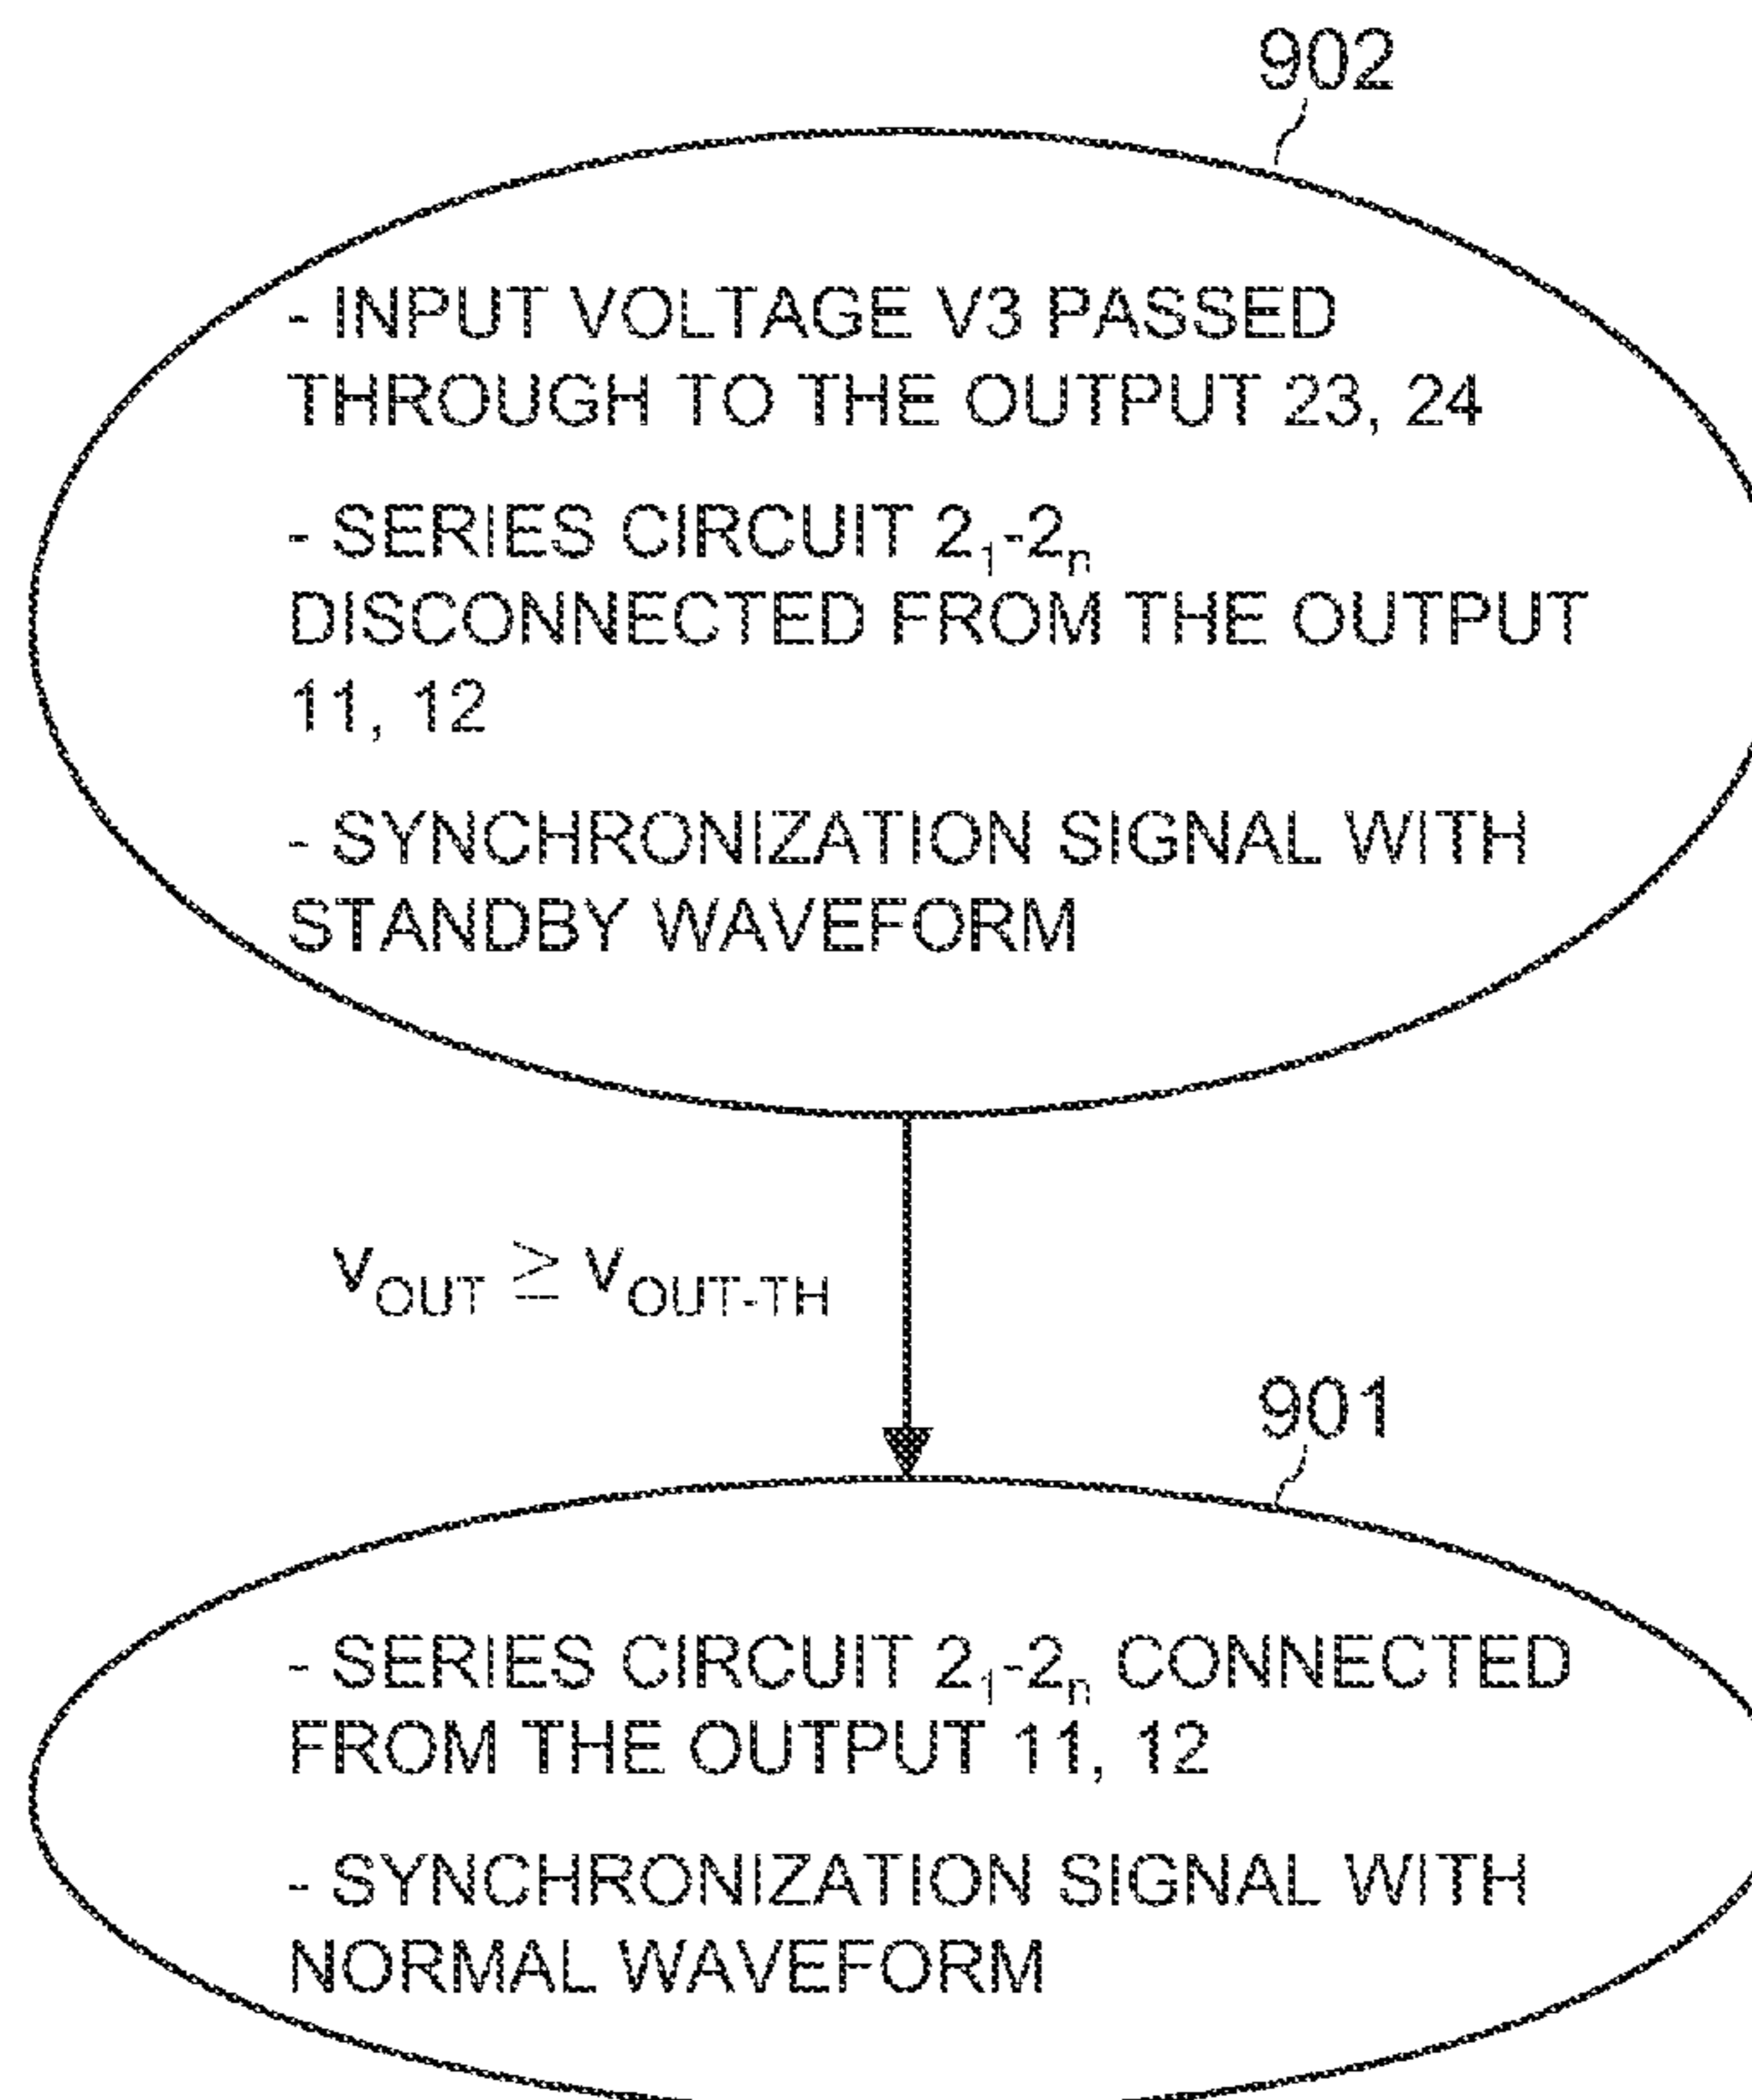 902
- INPUT VOLTAGE V3 PASSED
THROUGH TO THE OUTPUT 23, 24
- SERIES CIRCUIT 2₁-2ₙ
DISCONNECTED FROM THE OUTPUT
11, 12
- SYNCHRONIZATION SIGNAL WITH
STANDBY WAVEFORM
v_OUT ≥ v_OUT-TH
901
- SERIES CIRCUIT 2₁-2ₙ CONNECTED
FROM THE OUTPUT 11, 12
- SYNCHRONIZATION SIGNAL WITH
NORMAL WAVEFORM